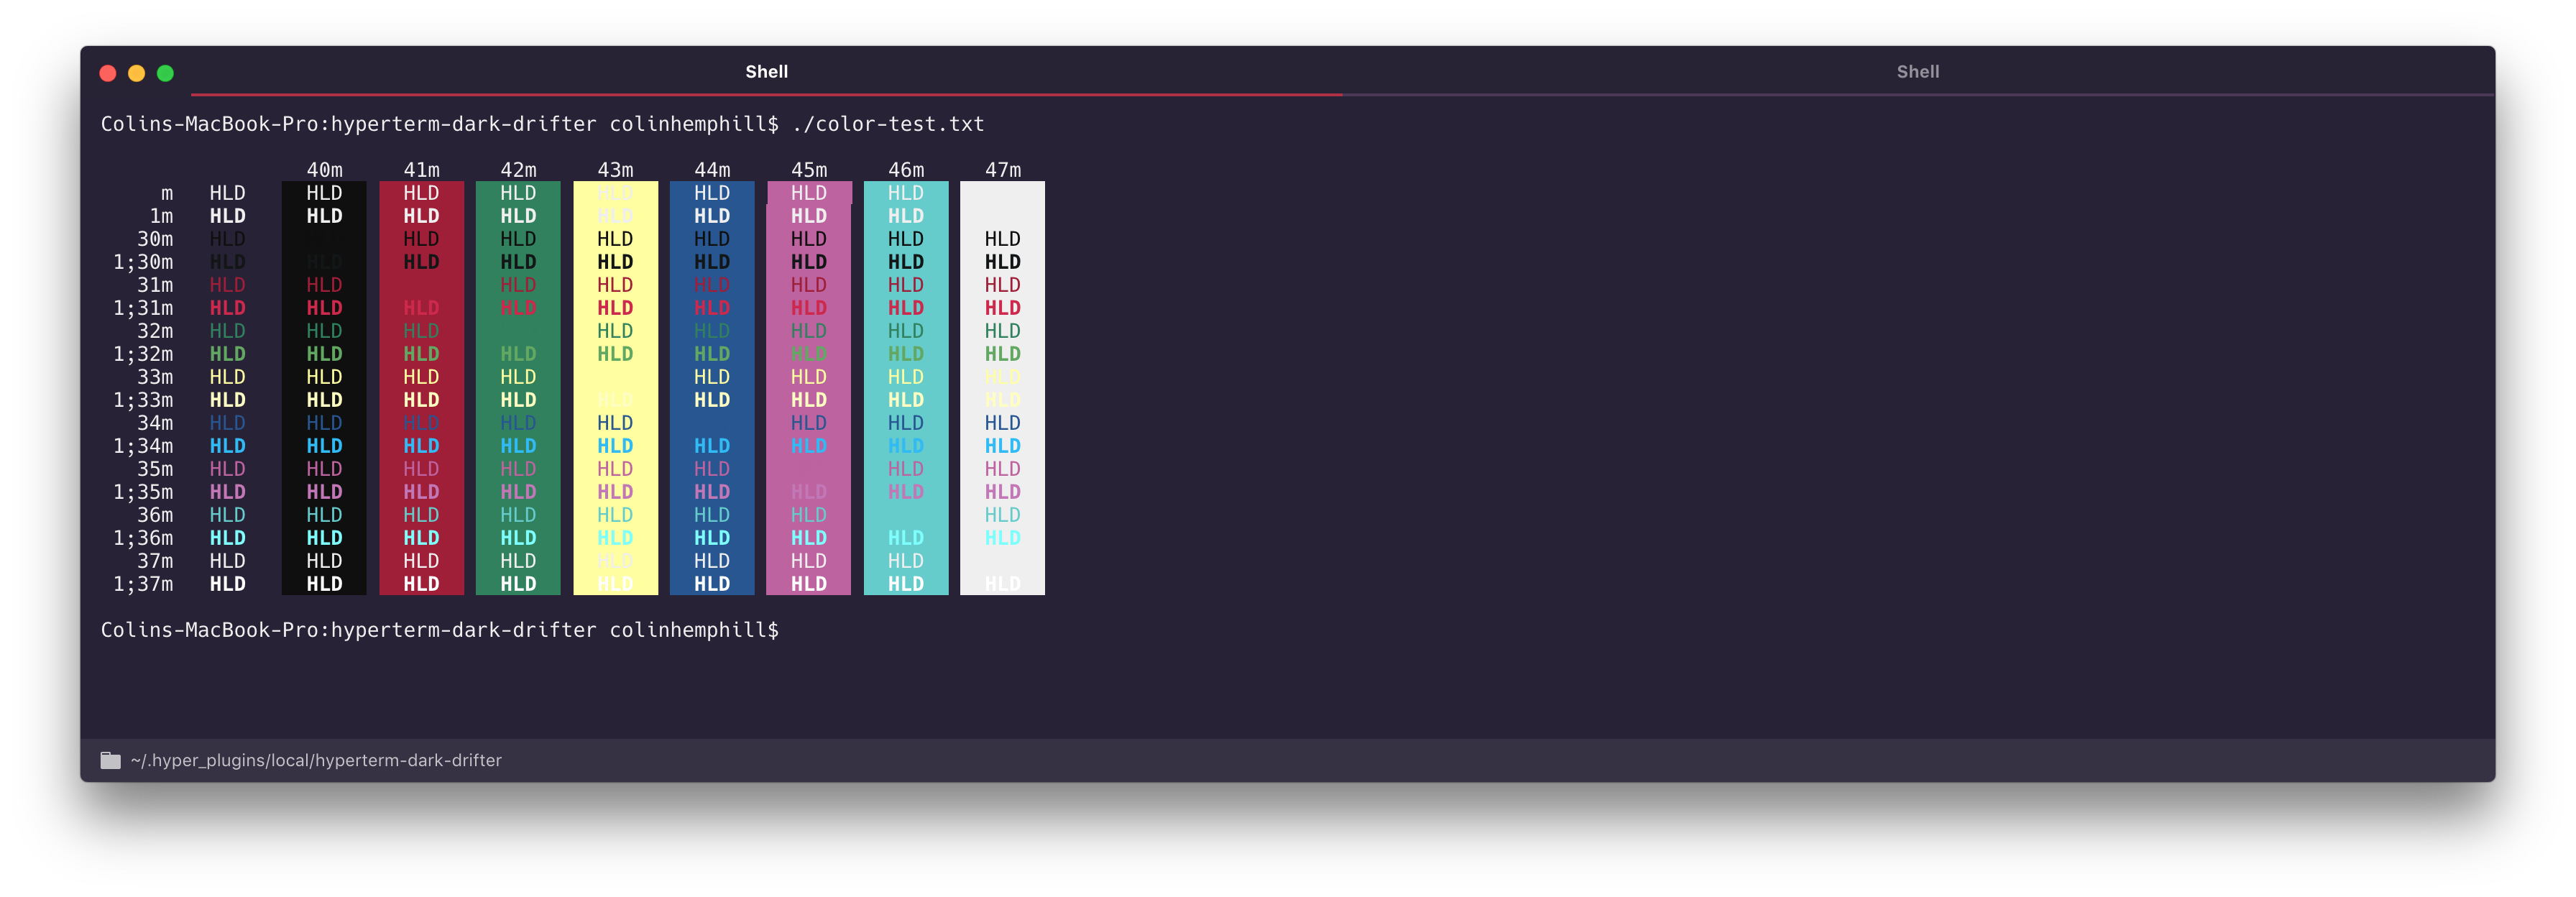 Shell Shell
Colins-MacBook-Pro:hyperterm-dark-drifter colinhemphill$ ./color-test.txt
40m 41m 42m 43m 44m 45m 46m 47m
m HLD HLD HLD HLD HLD HLD HLD HLD
1m HLD HLD HLD HLD HLD HLD HLD HLD
30m HLD HLD HLD HLD HLD HLD HLD HLD
1;30m HLD HLD HLD HLD HLD HLD HLD HLD HLD
31m HLD HLD HLD HLD HLD HLD HLD HLD
1;31m HLD HLD HLD HLD HLD HLD HLD HLD HLD
32m HLD HLD HLD HLD HLD HLD HLD HLD
1;32m HLD HLD HLD HLD HLD HLD HLD HLD HLD
33m HLD HLD HLD HLD HLD HLD HLD HLD
1;33m HLD HLD HLD HLD HLD HLD HLD HLD HLD
34m HLD HLD HLD HLD HLD HLD HLD HLD
1;34m HLD HLD HLD HLD HLD HLD HLD HLD HLD
35m HLD HLD HLD HLD HLD HLD HLD HLD
1;35m HLD HLD HLD HLD HLD HLD HLD HLD HLD
36m HLD HLD HLD HLD HLD HLD HLD HLD
1;36m HLD HLD HLD HLD HLD HLD HLD HLD HLD
37m HLD HLD HLD HLD HLD HLD HLD HLD
1;37m HLD HLD HLD HLD HLD HLD HLD HLD HLD
Colins-MacBook-Pro:hyperterm-dark-drifter colinhemphill$
~/.hyper_plugins/local/hyperterm-dark-drifter